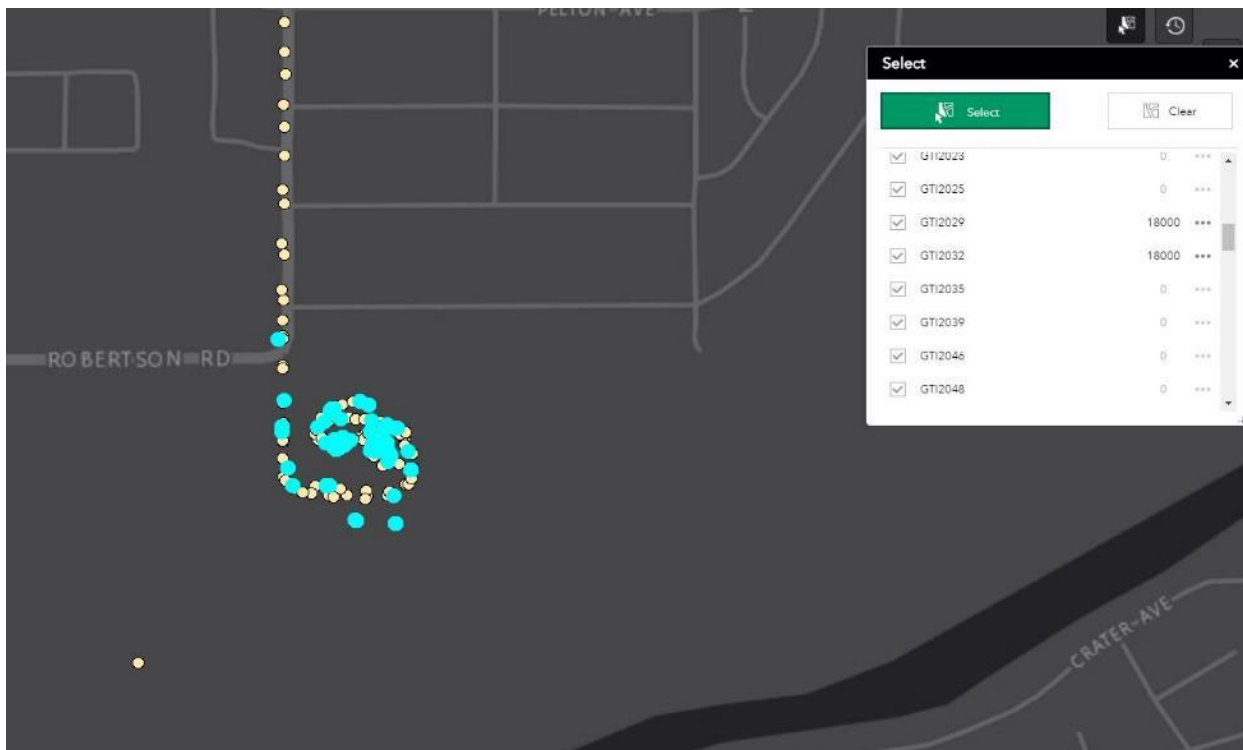 PELTON-AVE
Select
Select
Clear
GTI2023 0
GTI2025 0
GTI2029 18000
GTI2032 18000
GTI2035 0
GTI2039 0
GTI2046 0
GTI2048 0
ROBERTSON RD
CRATER-AVE